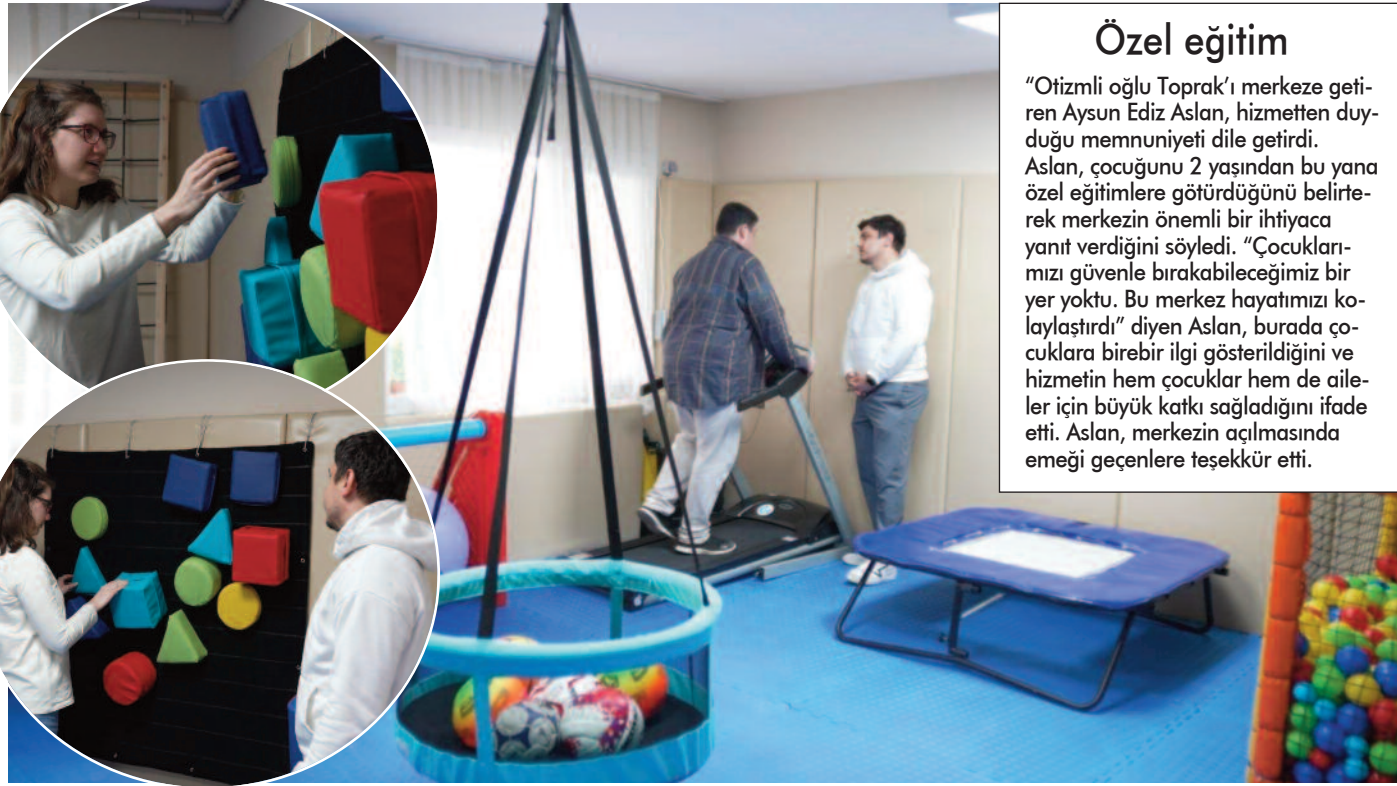 Özel eğitim
“Otizmli oğlu Toprak’ı merkeze geti-
ren Aysun Ediz Aslan, hizmetten duy-
duğu memnuniyeti dile getirdi.
Aslan, çocuğunu 2 yaşından bu yana
özel eğitimlere götürdüğünü belirte-
rek merkezin önemli bir ihtiyaca
yanıt verdiğini söyledi. “Çocukları-
mızı güvenle bırakabileceğimiz bir
yer yoktu. Bu merkez hayatımızı ko-
laylaştırdı” diyen Aslan, burada ço-
cuklara birebir ilgi gösterildiğini ve
hizmetin hem çocuklar hem de aile-
ler için büyük katkı sağladığını ifade
etti. Aslan, merkezin açılmasında
emeği geçenlere teşekkür etti.